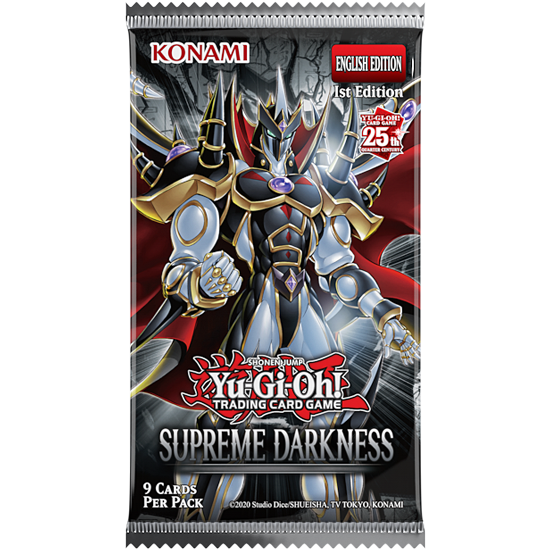 KONAMI
ENGLISH EDITION
1st Edition
YU-GI-OH!
CARD GAME
25th
QUARTER CENTURY
SHONEN JUMP
Yu-Gi-Oh!
TRADING CARD GAME
SUPREME DARKNESS
9 CARDS
PER PACK
©2020 Studio Dice/SHUEISHA, TV TOKYO, KONAMI